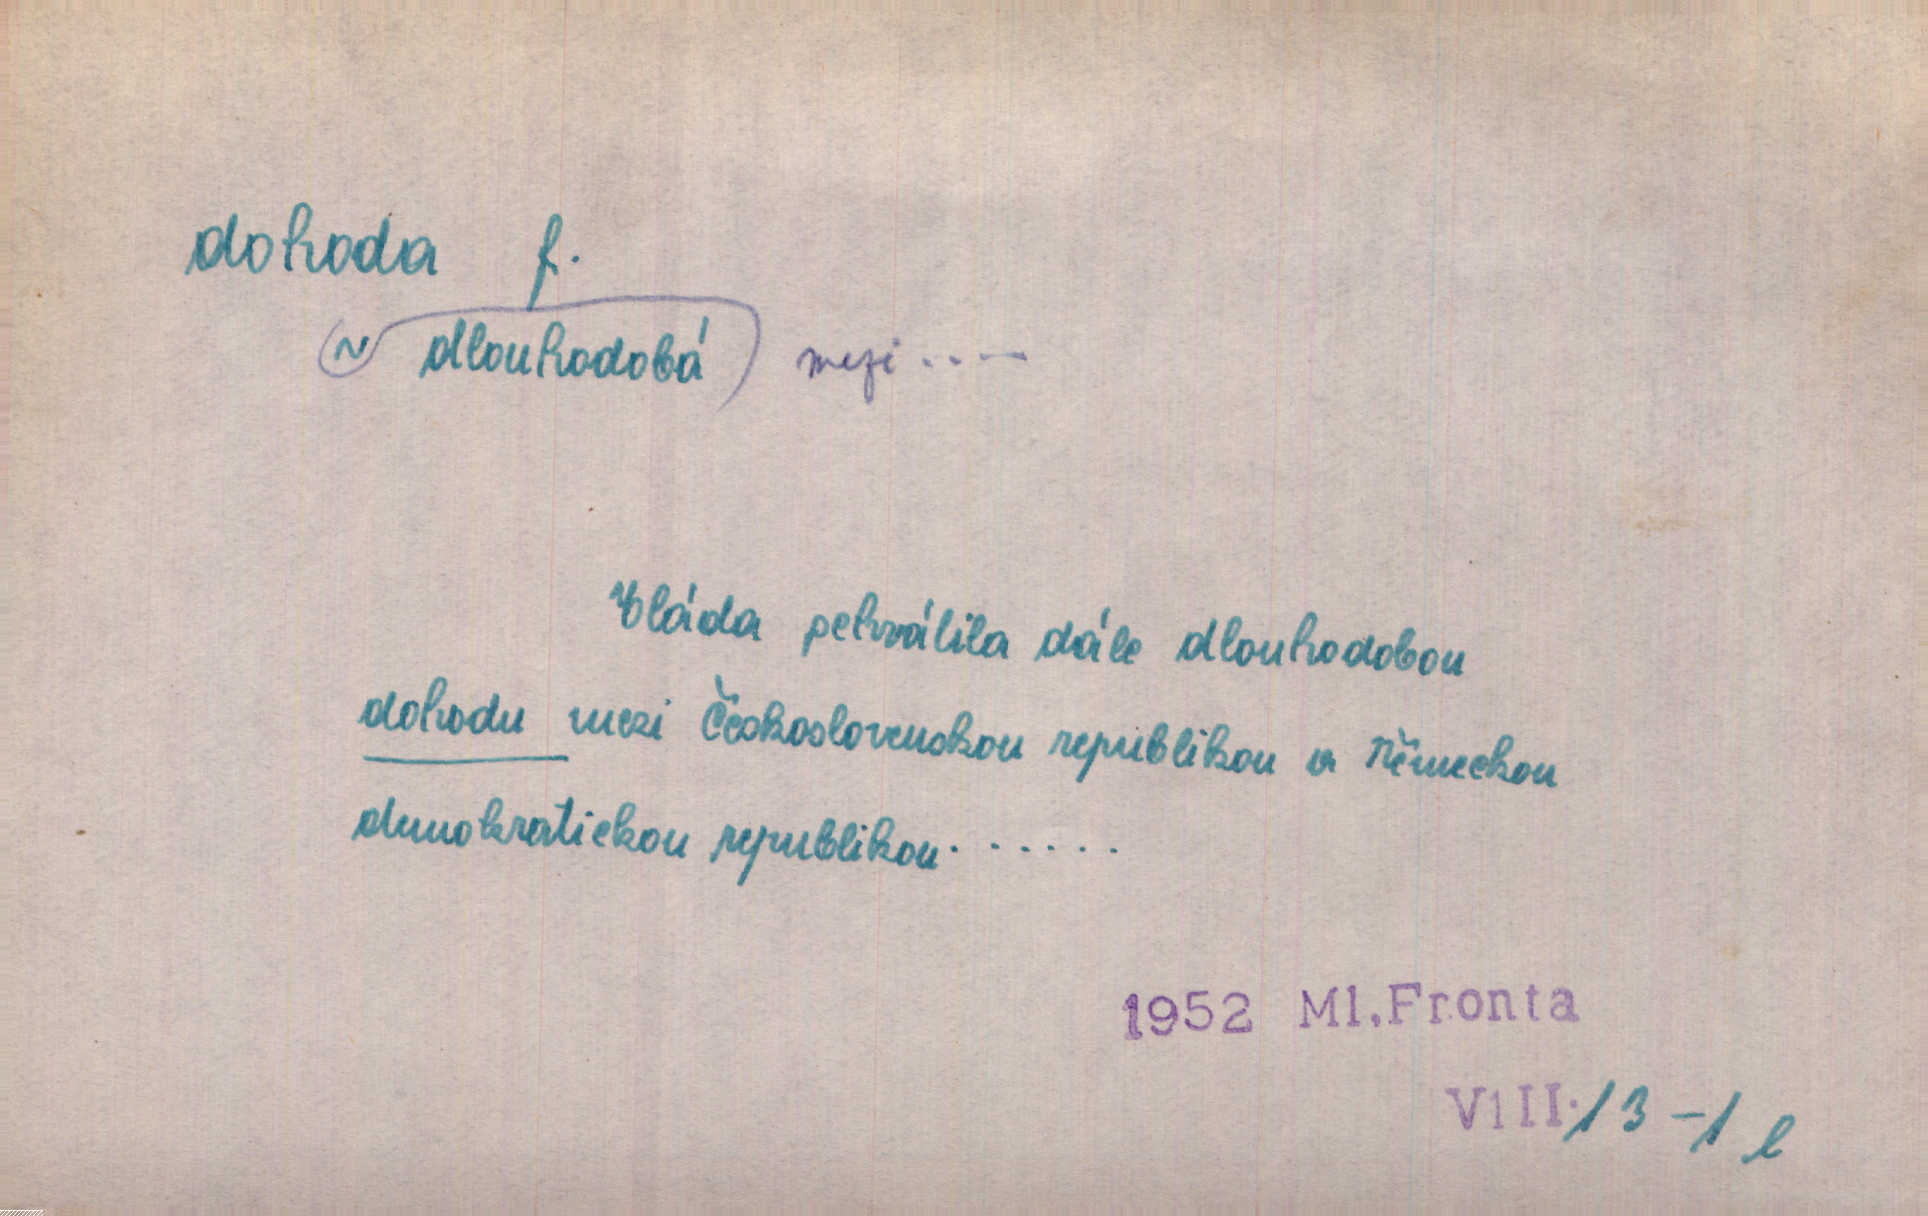 dohoda f.
~ dlouhodobá mezi ..--
Vláda schválila dále dlouhodobou
dohodu mezi Československou republikou a Německou
demokratickou republikou.......
1952 Ml.Fronta
VIII. 13 -1 l